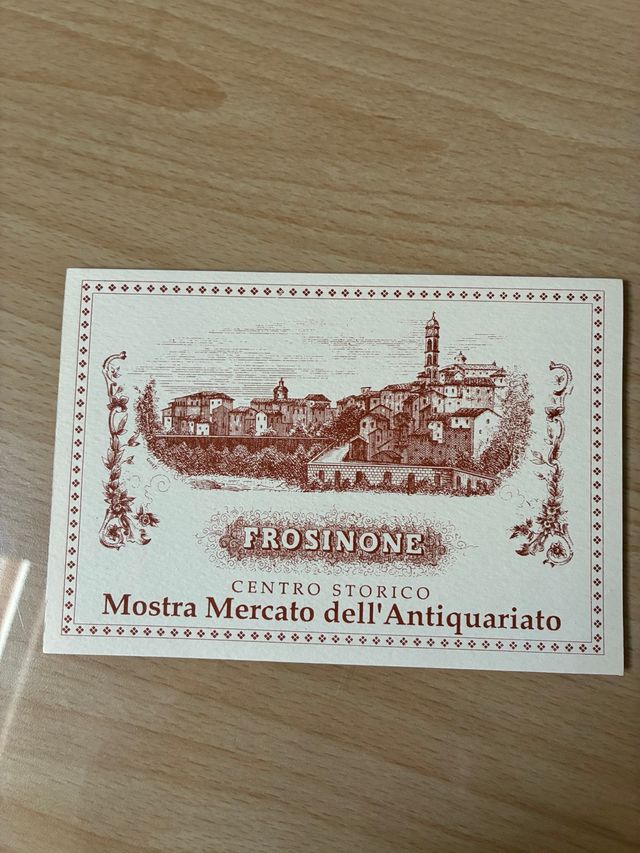 FROSINONE
CENTRO STORICO
Mostra Mercato dell'Antiquariato